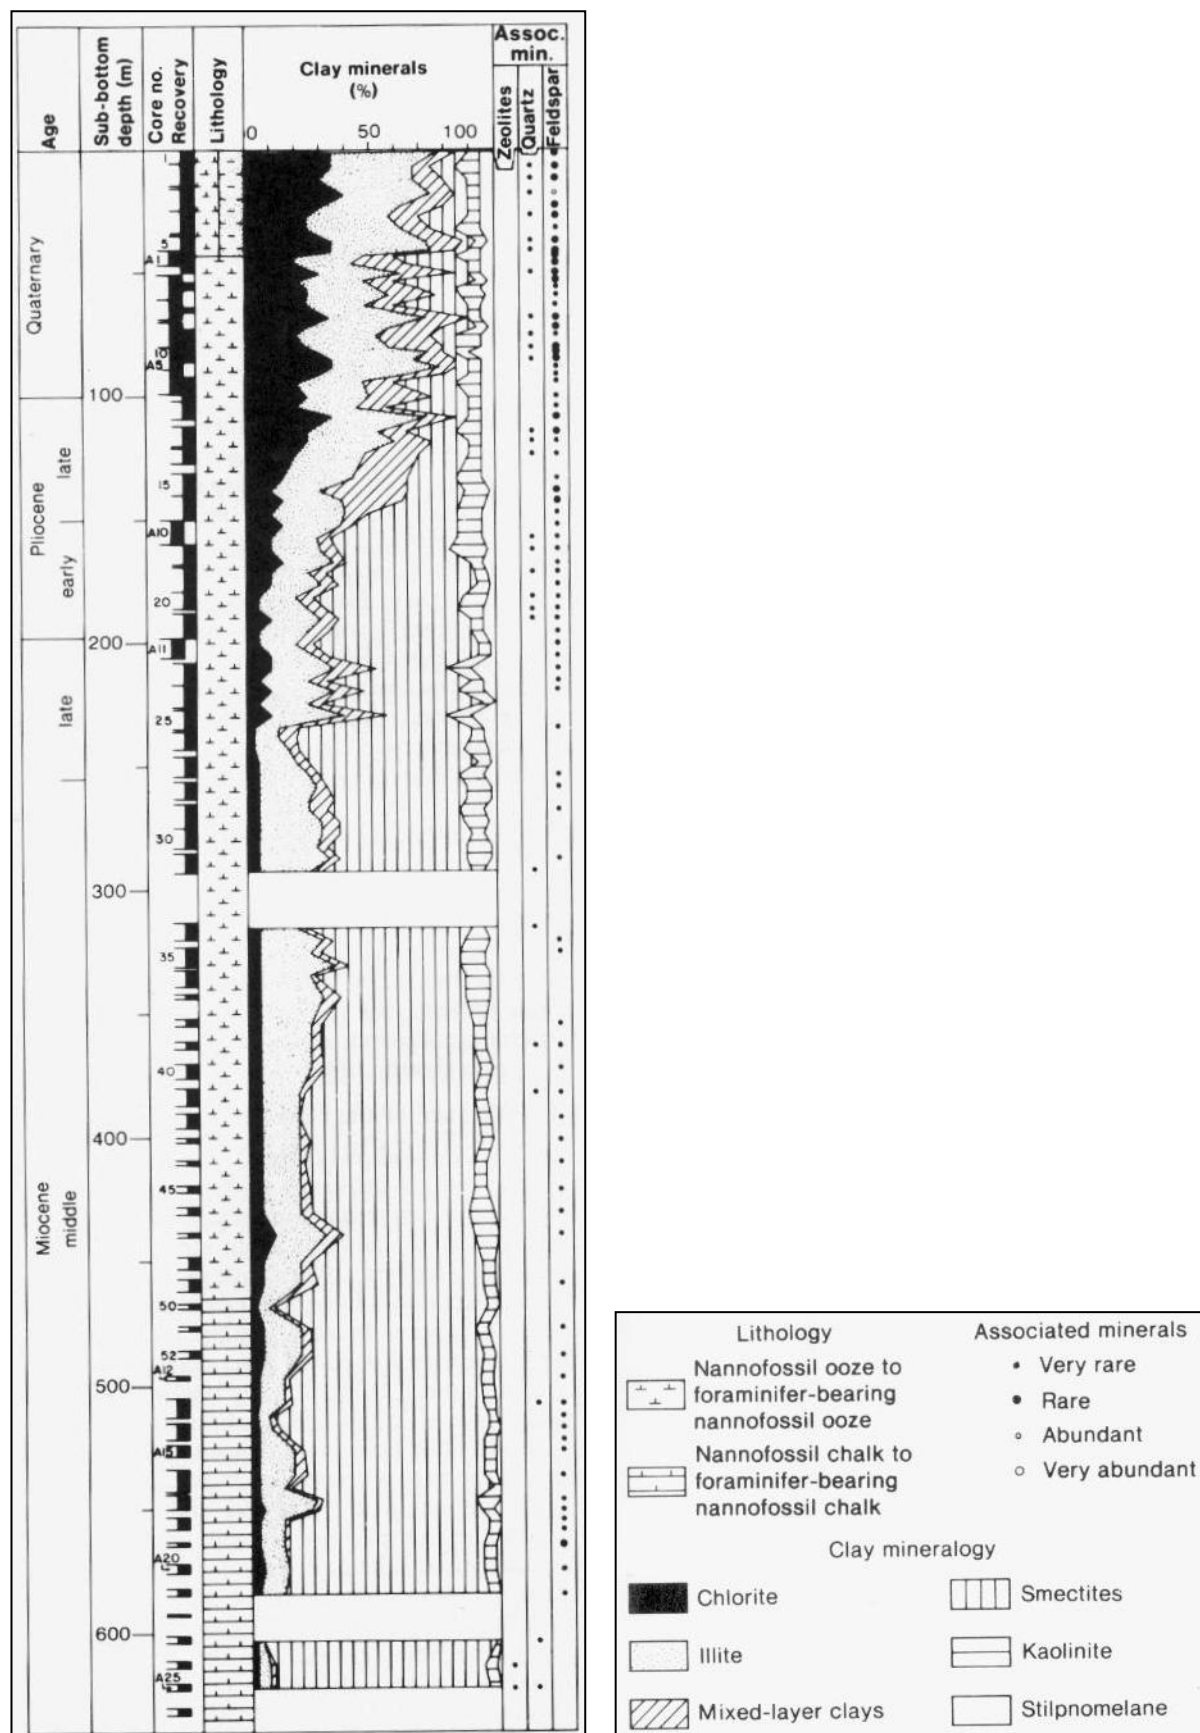 Age
Sub-bottom
depth (m)
Core no.
Recovery
Lithology
Clay minerals
(%)
0 50 100
Assoc.
min.
Zeolites
Quartz
Feldspar
Quaternary
Pliocene
late
early
Miocene
late
middle
100
200
300
400
500
600
1
5
A1
10
A5
15
A10
20
A11
25
30
35
40
45
50
52
A12
A15
A20
A25
Lithology
Nannofossil ooze to
foraminifer-bearing
nannofossil ooze
Nannofossil chalk to
foraminifer-bearing
nannofossil chalk
Associated minerals
Very rare
Rare
Abundant
Very abundant
Clay mineralogy
Chlorite
Illite
Mixed-layer clays
Smectites
Kaolinite
Stilpnomelane